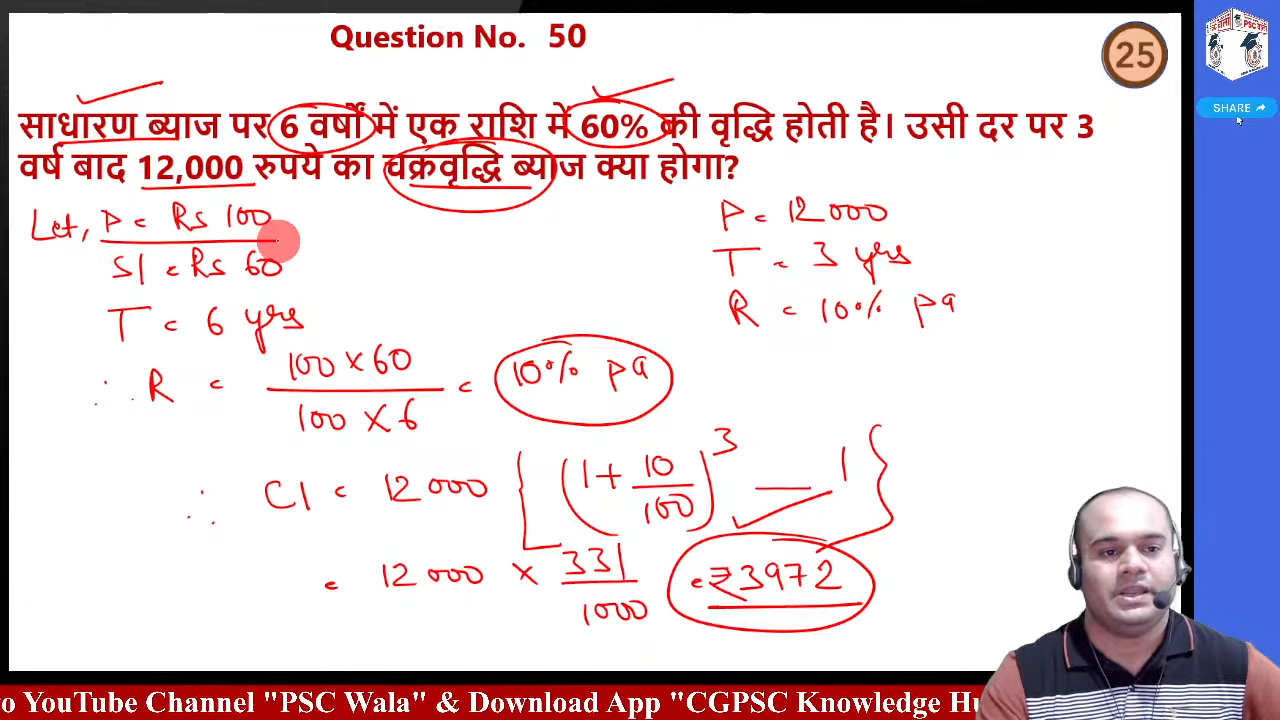 Question No. 50
25
साधारण ब्याज पर 6 वर्षों में एक राशि में 60% की वृद्धि होती है। उसी दर पर 3
वर्ष बाद 12,000 रुपये का चक्रवृद्धि ब्याज क्या होगा?
SHARE
Let, P = Rs 100
SI = Rs 60
T = 6 yrs
∴ R = 100 × 60 / 100 × 6 = 10% pa
P = 12000
T = 3 yrs
R = 10% pa
∴ CI = 12000 { (1 + 10/100)^3 — 1 }
= 12000 × 331/1000 = ₹3972
o YouTube Channel "PSC Wala" & Download App "CGPSC Knowledge Hu